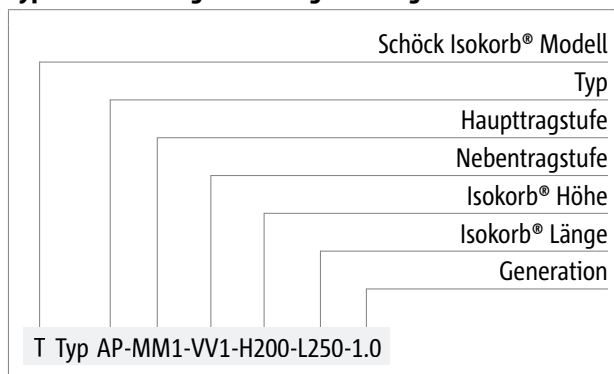 Schöck Isokorb® Modell
Typ
Haupttragstufe
Nebentragstufe
Isokorb® Höhe
Isokorb® Länge
Generation
T Typ AP-MM1-VV1-H200-L250-1.0